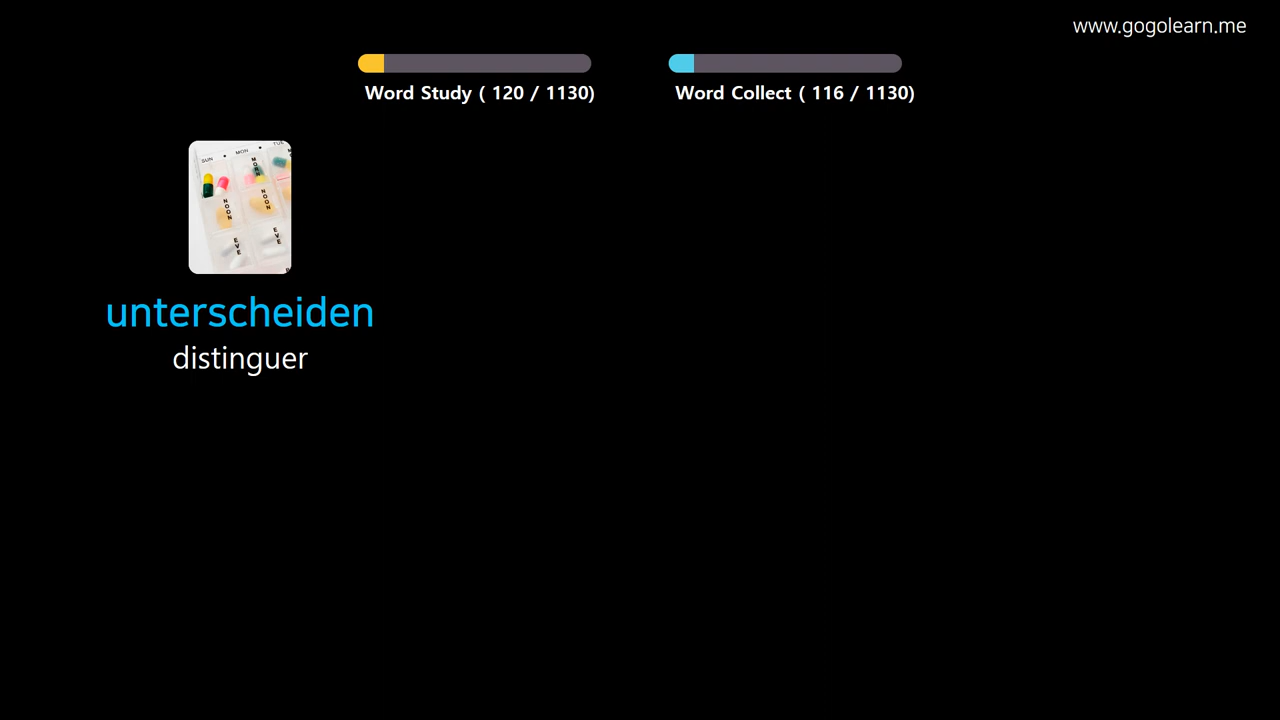 www.gogolearn.me
Word Study ( 120 / 1130)
Word Collect ( 116 / 1130)
SUN
MON
MORN
NOON
NOON
EVE
EVE
unterscheiden
distinguer